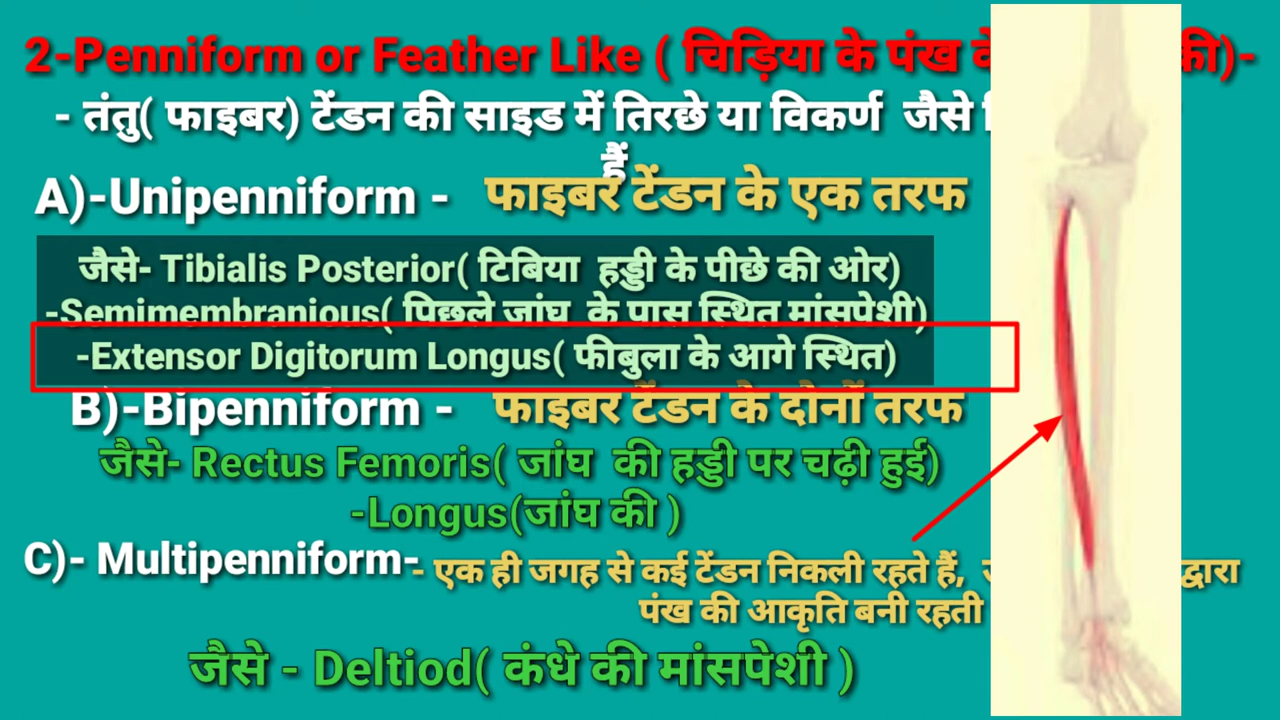 2-Penniform or Feather Like ( चिड़िया के पंख की)-
- तंतु( फाइबर) टेंडन की साइड में तिरछे या विकर्ण जैसे
हैं
A)-Unipenniform - फाइबर टेंडन के एक तरफ
जैसे- Tibialis Posterior( टिबिया हड्डी के पीछे की ओर)
-Semimembranious( पिछले जांघ के पास स्थित मांसपेशी)
-Extensor Digitorum Longus( फीबुला के आगे स्थित)
B)-Bipenniform - फाइबर टेंडन के दोनों तरफ
जैसे- Rectus Femoris( जांघ की हड्डी पर चढ़ी हुई)
-Longus(जांघ की )
C)- Multipenniform- - एक ही जगह से कई टेंडन निकली रहते हैं, द्वारा
पंख की आकृति बनी रहती
जैसे - Deltiod( कंधे की मांसपेशी )